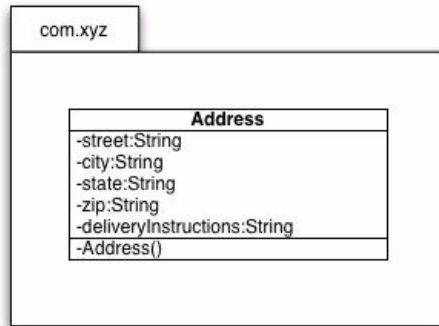 com.xyz
Address
-street:String
-city:String
-state:String
-zip:String
-deliveryInstructions:String
-Address()